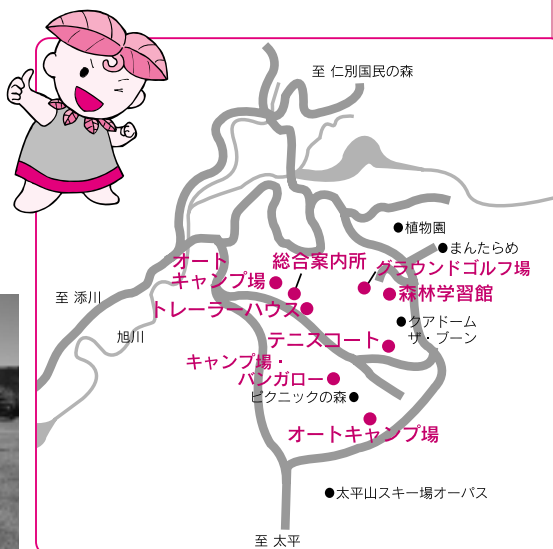 至 仁別国民の森
植物園
まんたらめ
オート
キャンプ場
総合案内所
グラウンドゴルフ場
森林学習館
至 添川
トレーラーハウス
クアドーム
ザ・ブーン
旭川
テニスコート
キャンプ場・
バンガロー
ピクニックの森
オートキャンプ場
太平山スキー場オーパス
至 太平